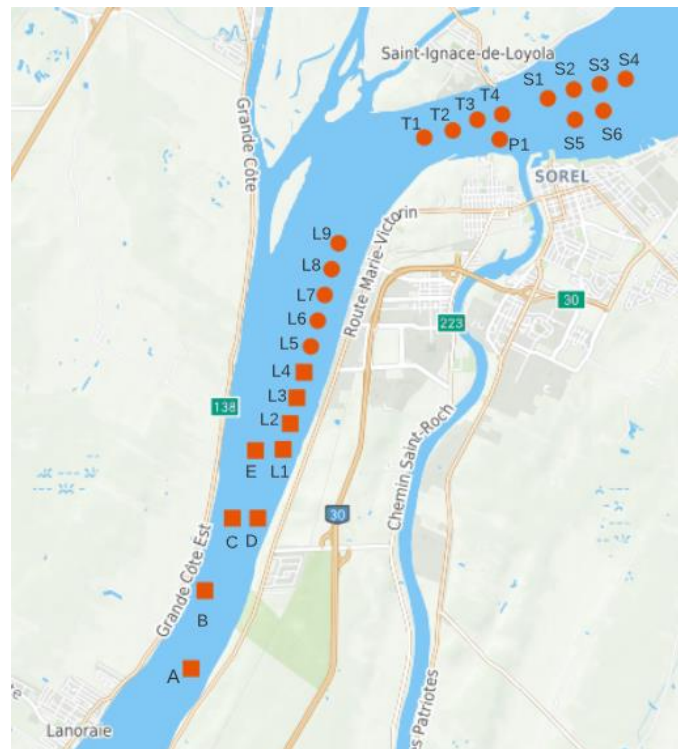 Saint-Ignace-de-Loyola
S4
S3
S2
S1
T4
T3
T2
T1
P1
S5
S6
SOREL
Grande Côte
Route Marie-Victorin
L9
L8
L7
L6
L5
L4
L3
L2
L1
E
138
30
223
Chemin Saint-Roch
30
C
D
Grande Côte Est
B
A
Lanoraie
es Patriotes